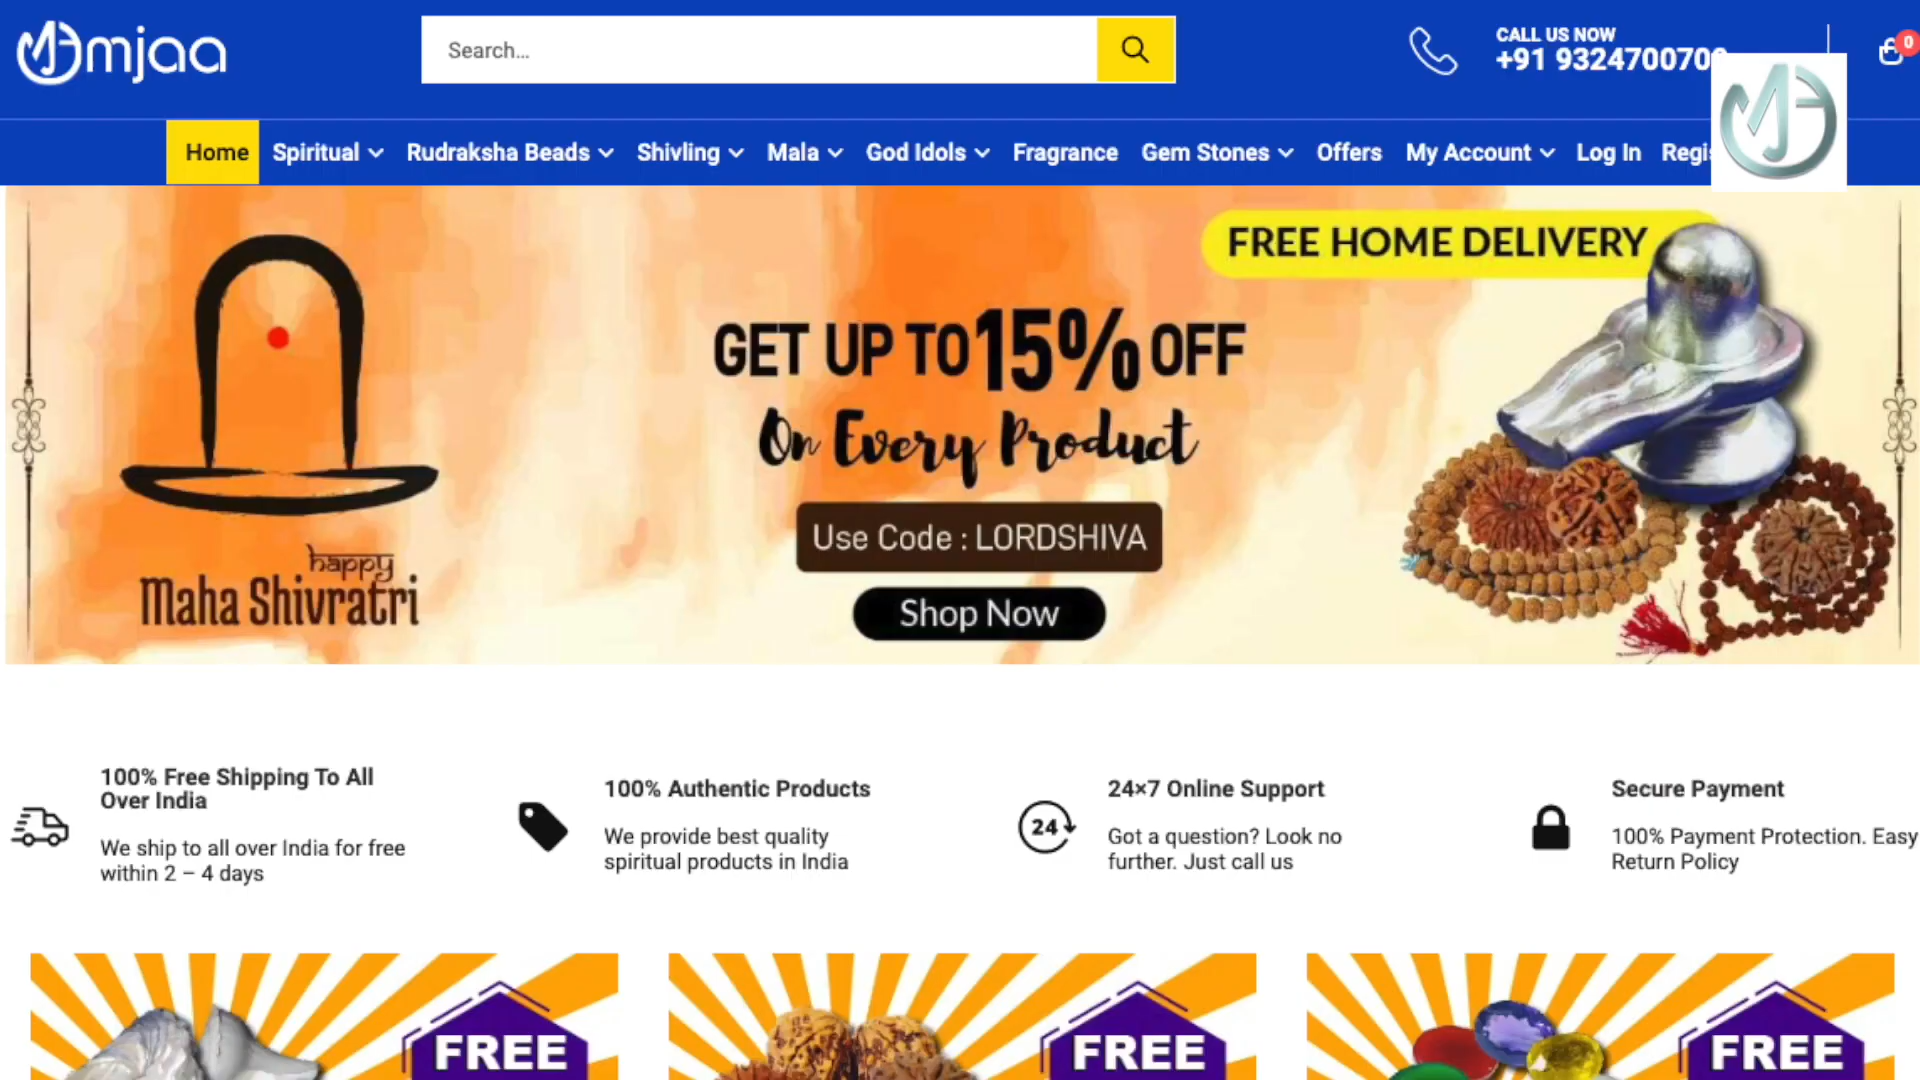 omjaa
Search...
CALL US NOW
+91 932470070
0
Home Spiritual Rudraksha Beads Shivling Mala God Idols Fragrance Gem Stones Offers My Account Log In
FREE HOME DELIVERY
GET UP TO 15% OFF
On Every Product
Use Code : LORDSHIVA
Shop Now
happy
Maha Shivratri
100% Free Shipping To All
Over India
We ship to all over India for free
within 2 – 4 days
100% Authentic Products
We provide best quality
spiritual products in India
24
24×7 Online Support
Got a question? Look no
further. Just call us
Secure Payment
100% Payment Protection. Easy
Return Policy
FREE
FREE
FREE